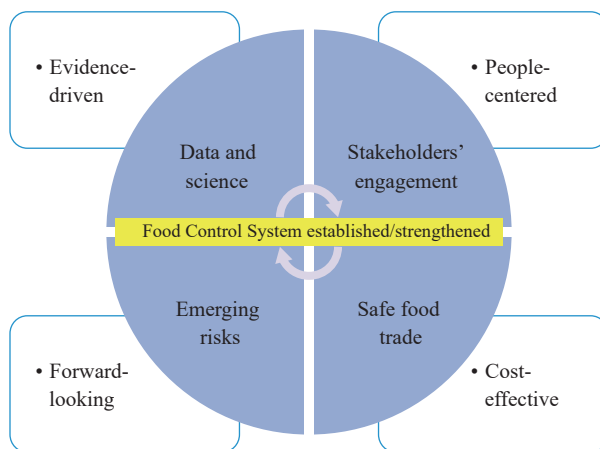 • Evidence-
driven
• People-
centered
Data and
science
Stakeholders’
engagement
Food Control System established/strengthened
Emerging
risks
Safe food
trade
• Forward-
looking
• Cost-
effective